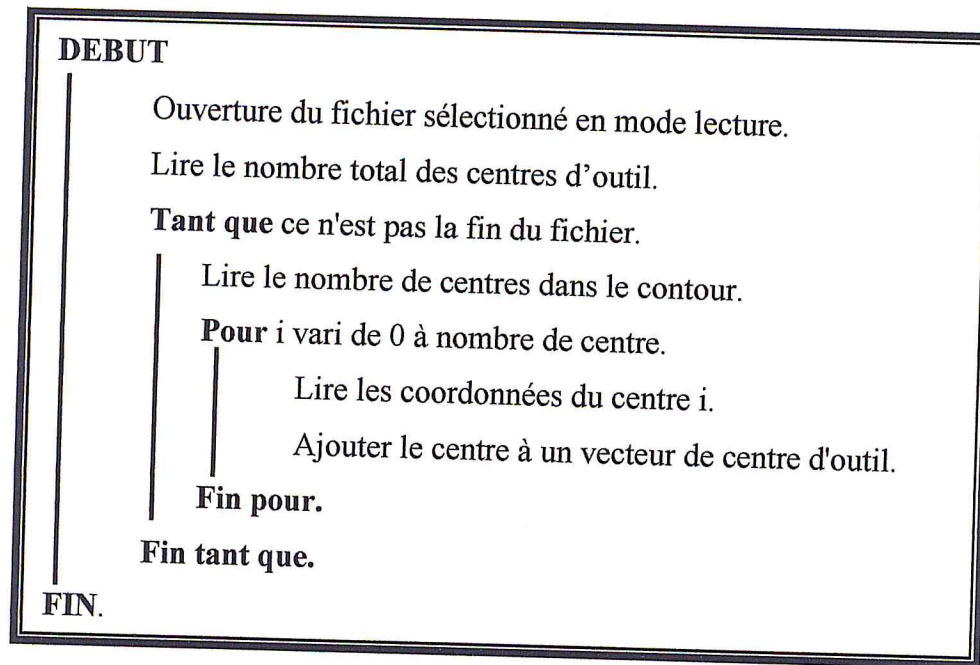 DEBUT
Ouverture du fichier sélectionné en mode lecture.
Lire le nombre total des centres d'outil.
Tant que ce n'est pas la fin du fichier.
Lire le nombre de centres dans le contour.
Pour i vari de 0 à nombre de centre.
Lire les coordonnées du centre i.
Ajouter le centre à un vecteur de centre d'outil.
Fin pour.
Fin tant que.
FIN.